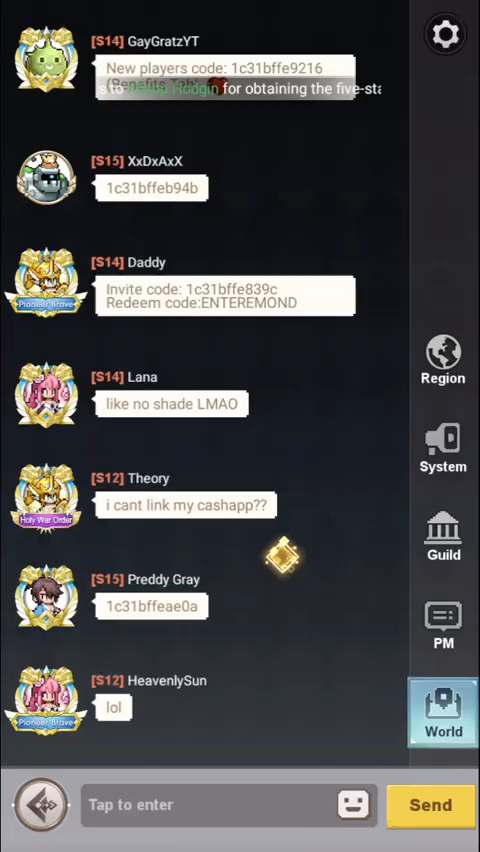 [S14] GayGratzYT
New players code: 1c31bffe9216
(Benefits Tab)
s to Philipp Hodgin for obtaining the five-sta
[S15] XxDxAxX
1c31bffeb94b
[S14] Daddy
Invite code: 1c31bffe839c
Redeem code:ENTEREMOND
[S14] Lana
like no shade LMAO
[S12] Theory
Holy War Order
i cant link my cashapp??
[S15] Preddy Gray
1c31bffeae0a
[S12] HeavenlySun
lol
Pioneer Brave
Pioneer Brave
Region
System
Guild
PM
World
Tap to enter
Send